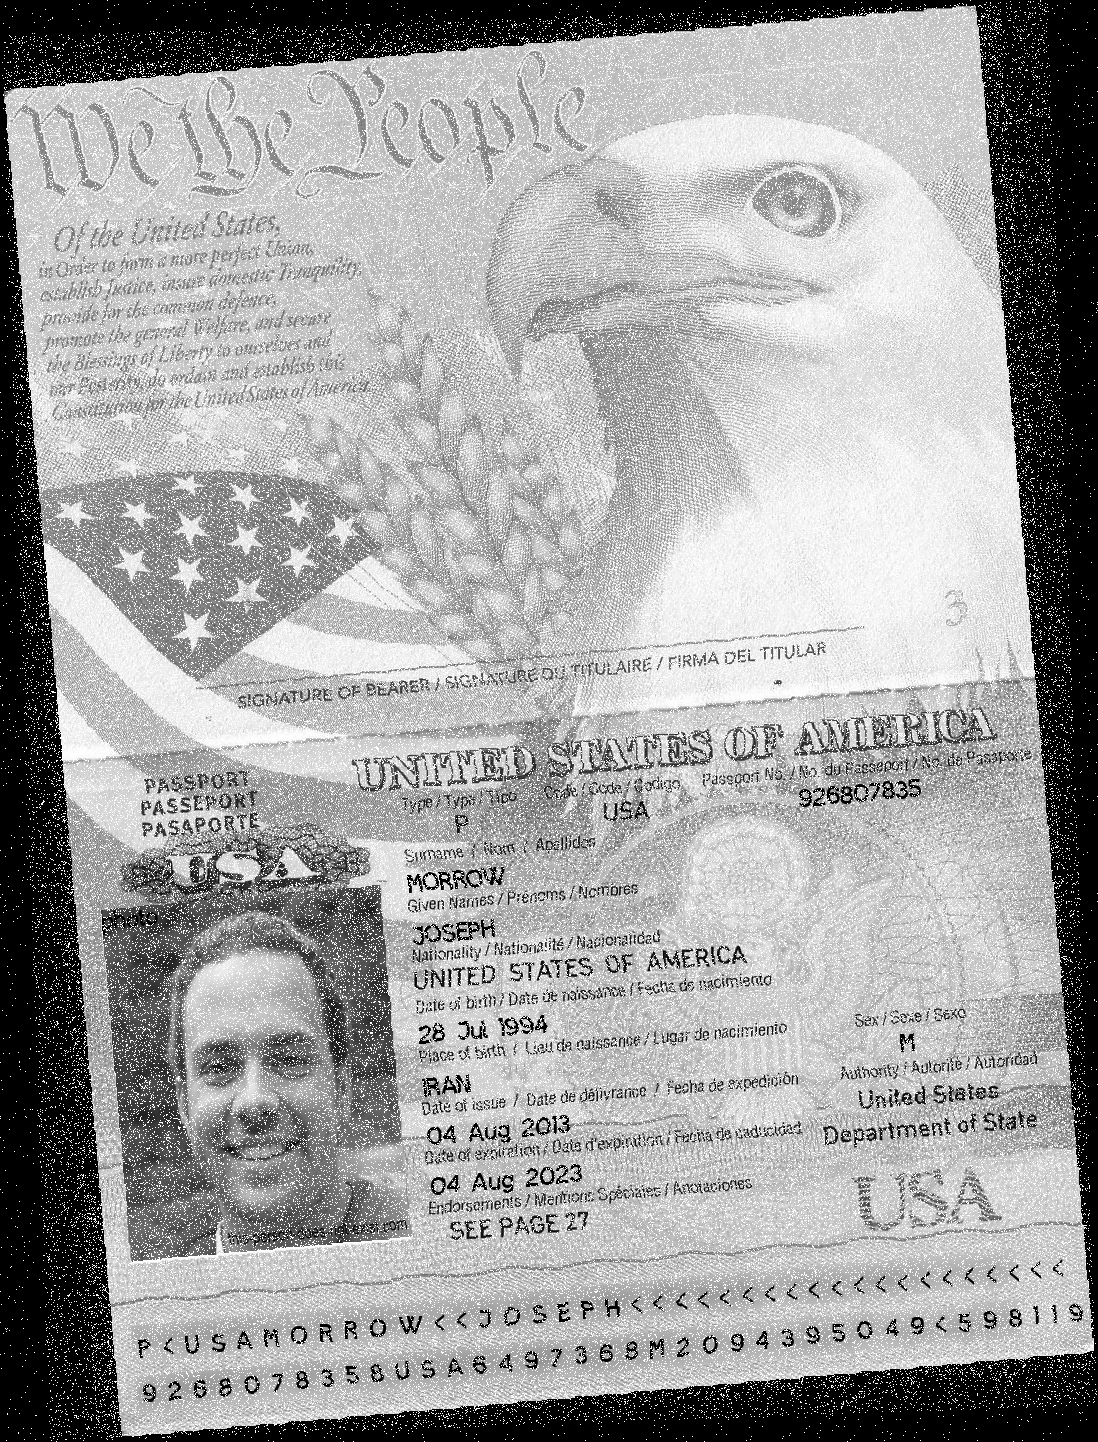 We the People
Of the United States,
in Order to form a more perfect Union,
establish Justice, insure domestic Tranquility,
provide for the common defence,
promote the general Welfare, and secure
the Blessings of Liberty to ourselves and
our Posterity, do ordain and establish this
Constitution for the United States of America.
3
SIGNATURE OF BEARER / SIGNATURE DU TITULAIRE / FIRMA DEL TITULAR
PASSPORT
PASSEPORT
PASAPORTE
USA
UNITED STATES OF AMERICA
Type / Type / Tipo Code / Code / Codigo Passport No. / No. du Passeport / No. de Pasaporte
P USA 926807835
Surname / Nom / Apellidos
MORROW
Given Names / Prénoms / Nombres
JOSEPH
Nationality / Nationalité / Nacionalidad
UNITED STATES OF AMERICA
Date of birth / Date de naissance / Fecha de nacimiento
28 Jul 1994
Place of birth / Lieu de naissance / Lugar de nacimiento
Sex / Sexe / Sexo
IRAN
M
Date of issue / Date de délivrance / Fecha de expedición
Authority / Autorité / Autoridad
04 Aug 2013
United States
Date of expiration / Date d'expiration / Fecha de caducidad
Department of State
04 Aug 2023
Endorsements / Mentions Spéciales / Anotaciones
SEE PAGE 27
USA
P<USAMORROW<<JOSEPH<<<<<<<<<<<<<<<<<<<<
9268078358USA6497368M2094395049<598119